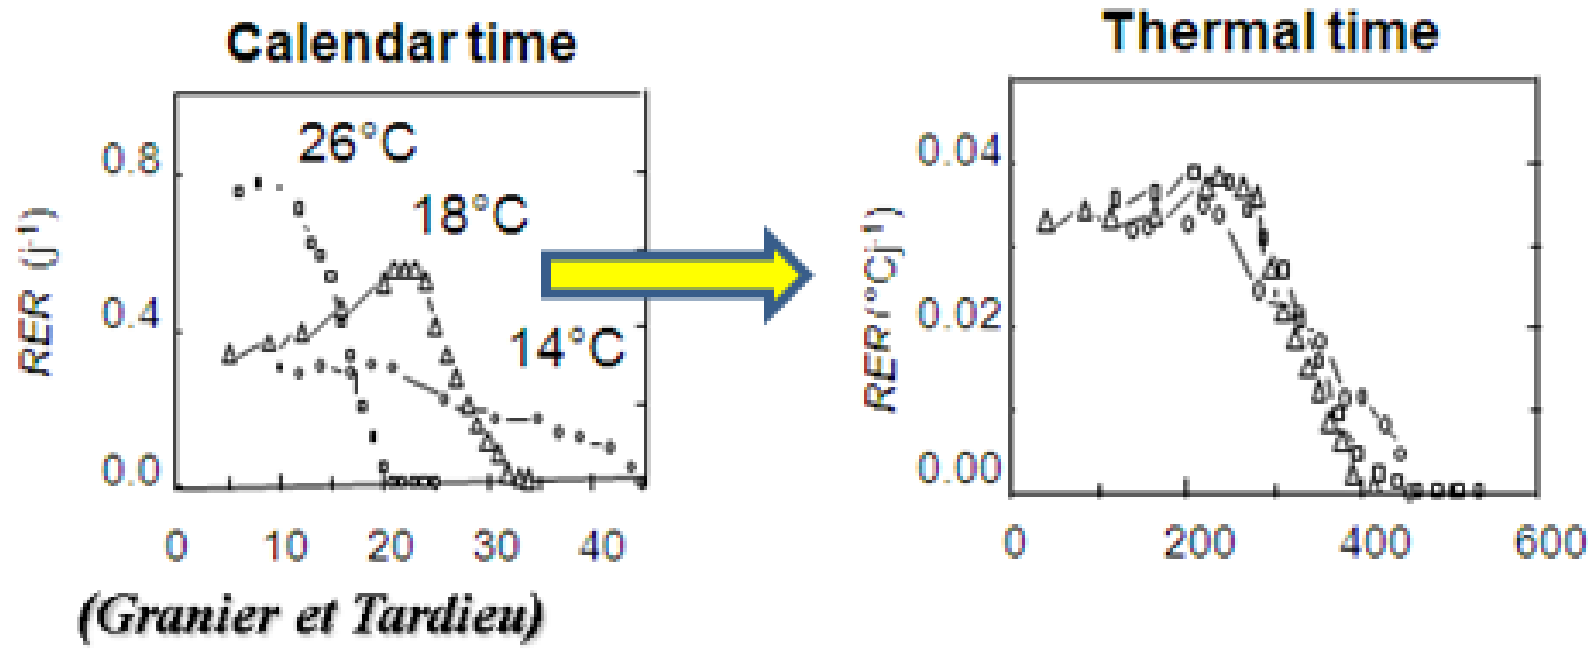 Calendar time
Thermal time
0.8
0.4
0.0
RER (j⁻¹)
26°C
18°C
14°C
0 10 20 30 40
0.04
0.02
0.00
RER (°Cj⁻¹)
0 200 400 600
(Granier et Tardieu)